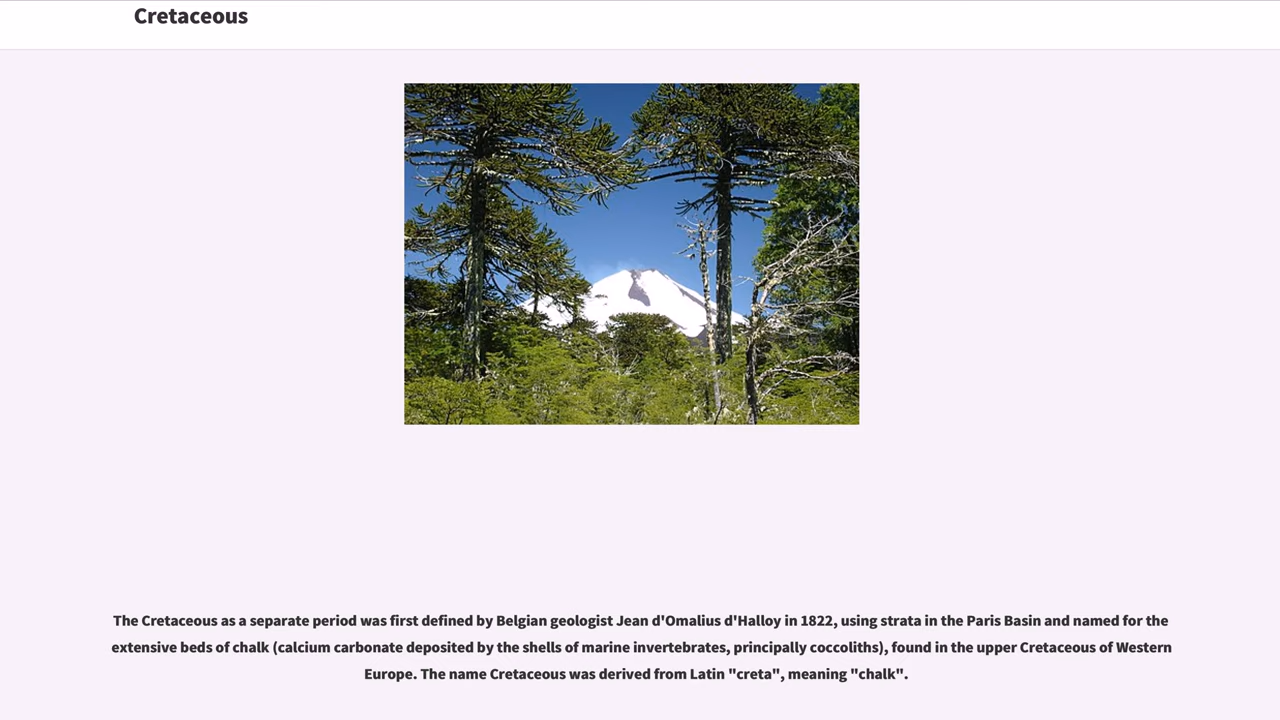 Cretaceous
The Cretaceous as a separate period was first defined by Belgian geologist Jean d'Omalius d'Halloy in 1822, using strata in the Paris Basin and named for the
extensive beds of chalk (calcium carbonate deposited by the shells of marine invertebrates, principally coccoliths), found in the upper Cretaceous of Western
Europe. The name Cretaceous was derived from Latin "creta", meaning "chalk".